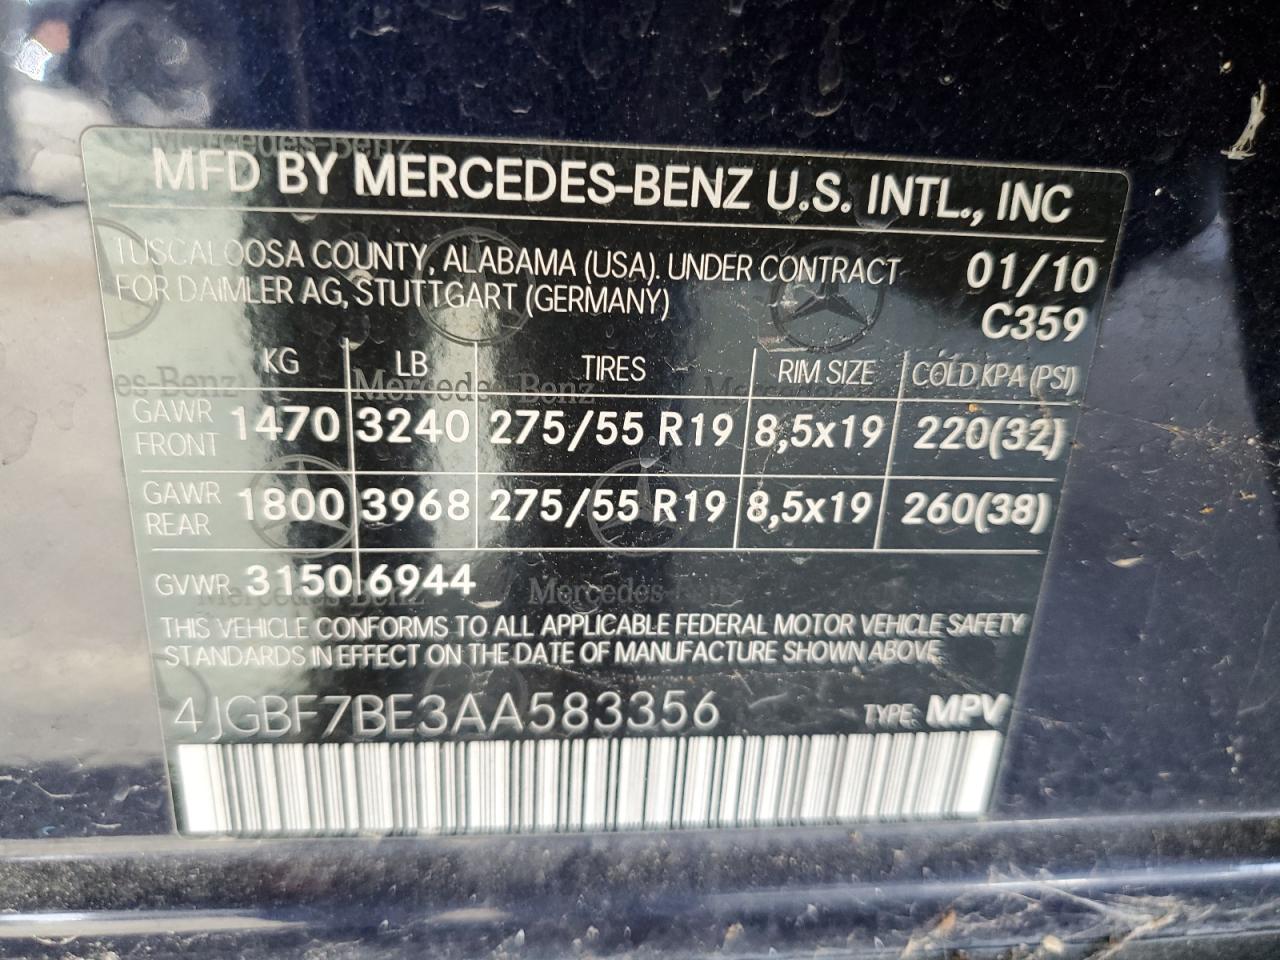 MFD BY MERCEDES-BENZ U.S. INTL., INC
TUSCALOOSA COUNTY, ALABAMA (USA). UNDER CONTRACT 01/10
FOR DAIMLER AG, STUTTGART (GERMANY) C359
KG LB TIRES RIM SIZE COLD KPA (PSI)
GAWR FRONT 1470 3240 275/55 R19 8,5x19 220(32)
GAWR REAR 1800 3968 275/55 R19 8,5x19 260(38)
GVWR 3150 6944
THIS VEHICLE CONFORMS TO ALL APPLICABLE FEDERAL MOTOR VEHICLE SAFETY
STANDARDS IN EFFECT ON THE DATE OF MANUFACTURE SHOWN ABOVE
4JGBF7BE3AA583356 TYPE: MPV